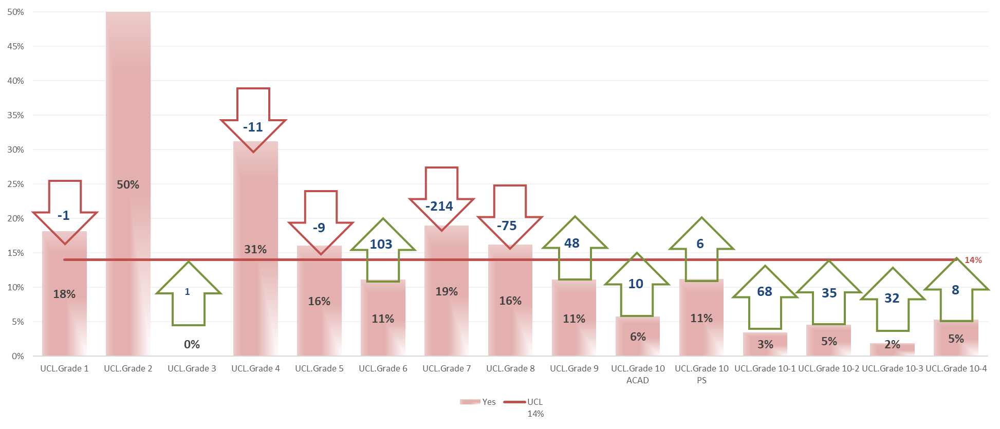 50%
45%
40%
35%
30%
25%
20%
15%
10%
5%
0%
-1
-11
-9
103
-214
-75
48
6
1
10
68
35
32
8
14%
18%
50%
0%
31%
16%
11%
19%
16%
11%
6%
11%
3%
5%
2%
5%
UCL.Grade 1
UCL.Grade 2
UCL.Grade 3
UCL.Grade 4
UCL.Grade 5
UCL.Grade 6
UCL.Grade 7
UCL.Grade 8
UCL.Grade 9
UCL.Grade 10
ACAD
UCL.Grade 10
PS
UCL.Grade 10-1
UCL.Grade 10-2
UCL.Grade 10-3
UCL.Grade 10-4
Yes
UCL
14%